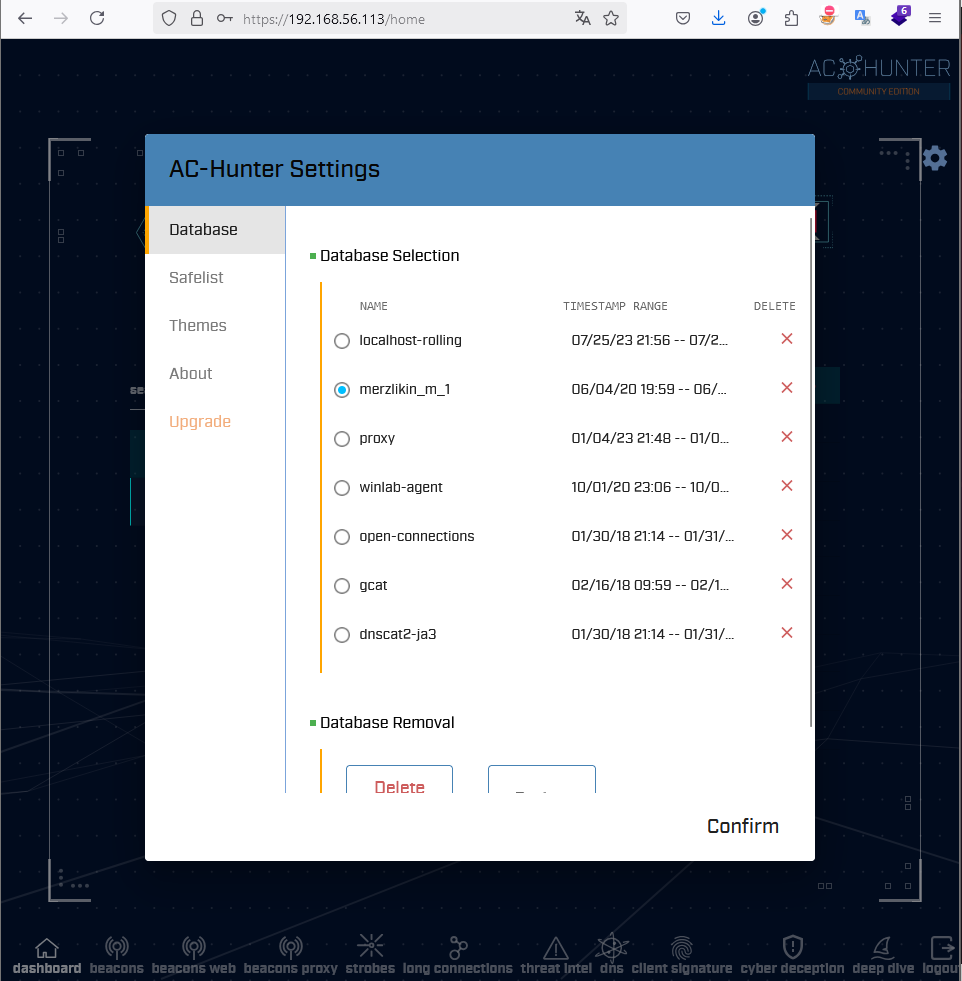 https://192.168.56.113/home
6
AC HUNTER
COMMUNITY EDITION
AC-Hunter Settings
Database
Safelist
Themes
About
Upgrade
Database Selection
NAME TIMESTAMP RANGE DELETE
localhost-rolling 07/25/23 21:56 -- 07/2...
merzlikin_m_1 06/04/20 19:59 -- 06/...
proxy 01/04/23 21:48 -- 01/0...
winlab-agent 10/01/20 23:06 -- 10/0...
open-connections 01/30/18 21:14 -- 01/31/...
gcat 02/16/18 09:59 -- 02/1...
dnscat2-ja3 01/30/18 21:14 -- 01/31/...
Database Removal
Delete
Confirm
dashboard beacons beacons web beacons proxy strobes long connections threat intel dns client signature cyber deception deep dive logou